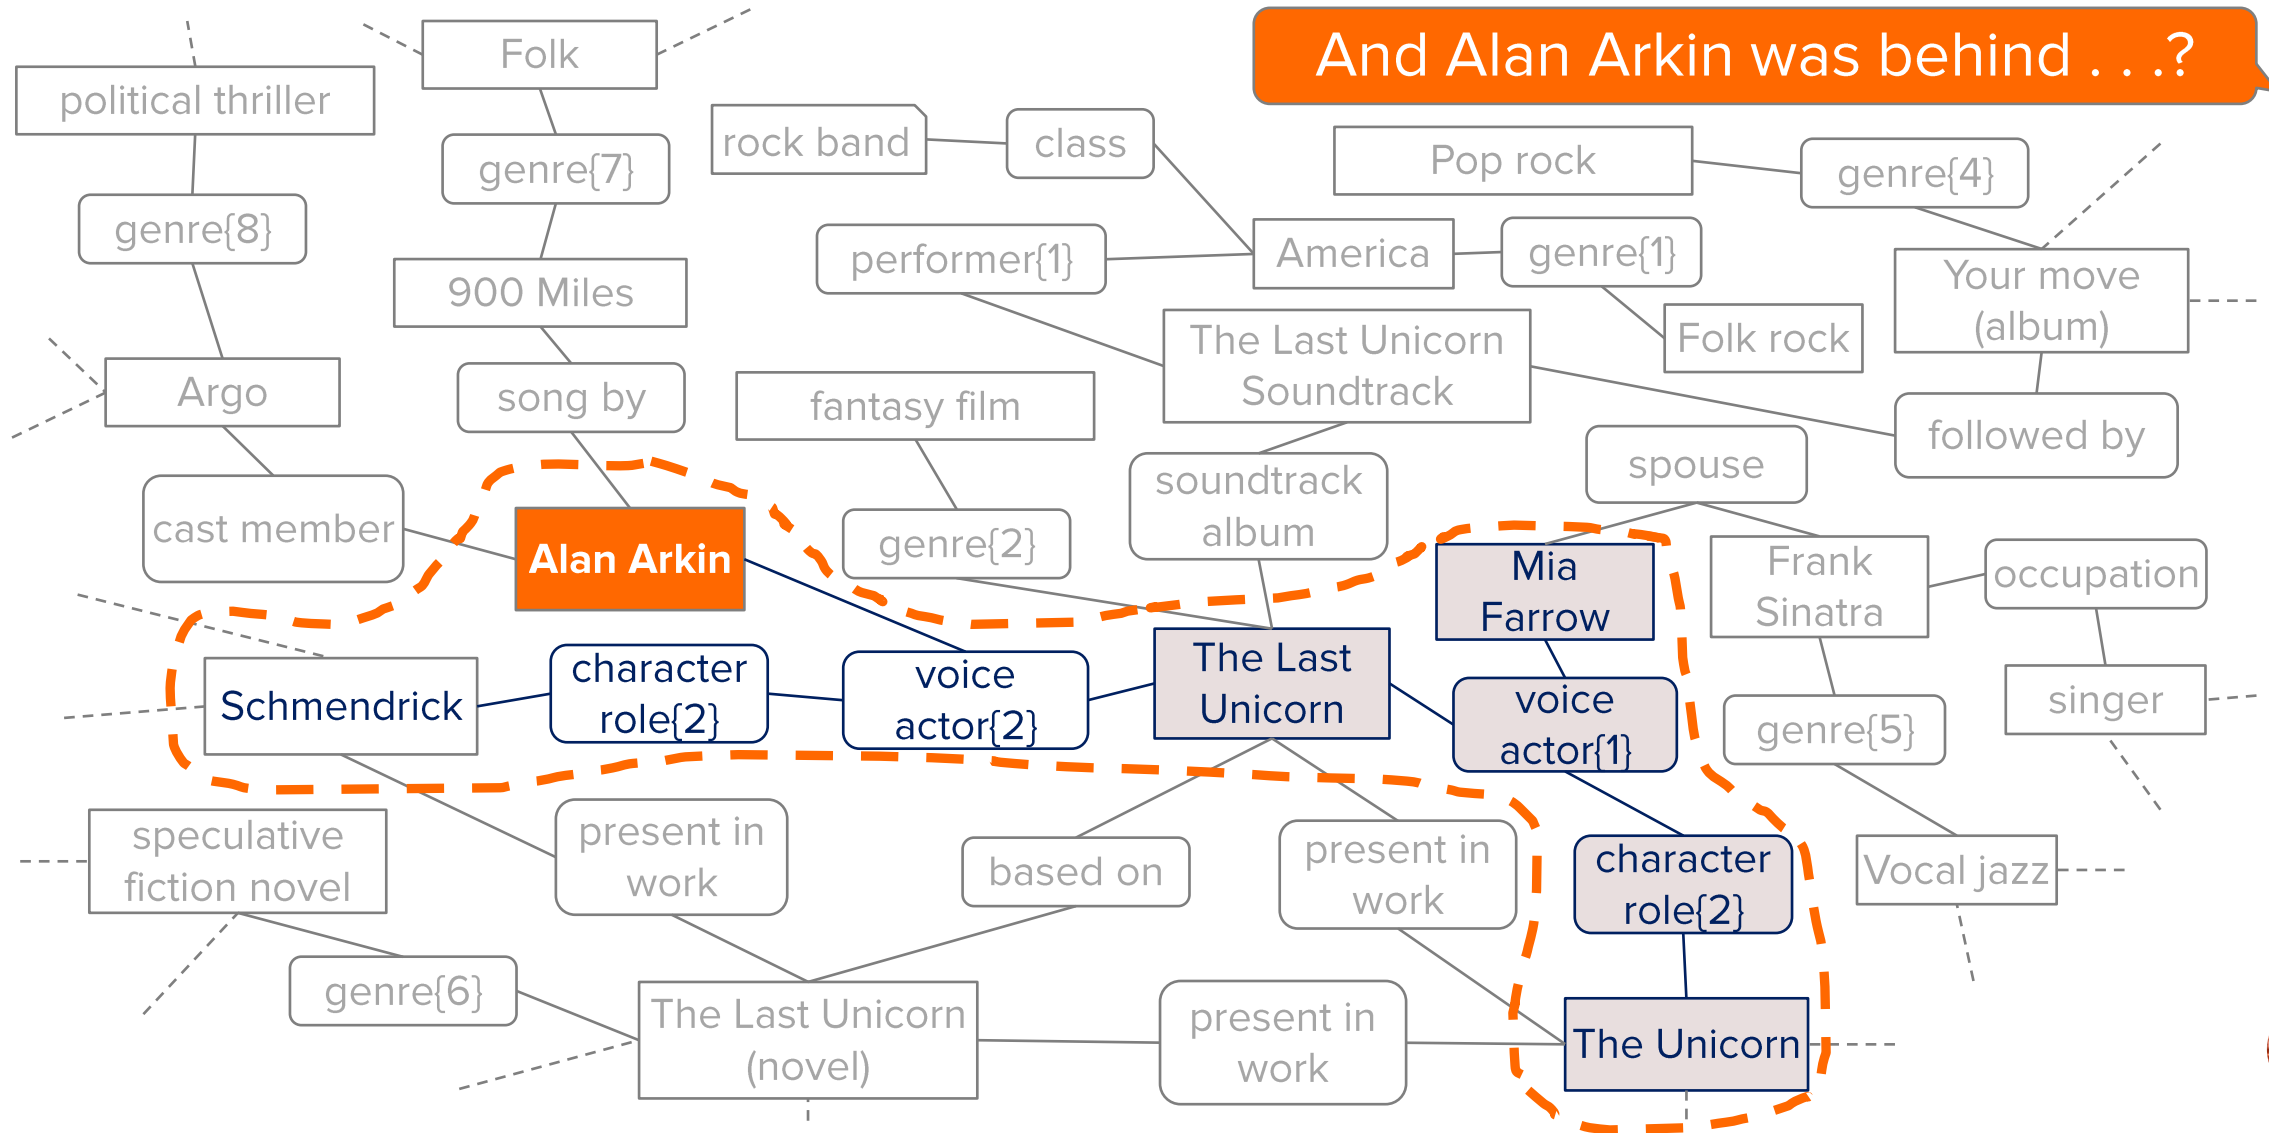 And Alan Arkin was behind . . .?
Folk
political thriller
rock band
class
Pop rock
genre{7}
genre{4}
genre{8}
performer{1}
America
genre{1}
900 Miles
Your move
(album)
The Last Unicorn
Soundtrack
Folk rock
Argo
song by
fantasy film
followed by
spouse
soundtrack
album
cast member
genre{2}
Alan Arkin
Mia
Farrow
Frank
Sinatra
occupation
Schmendrick
character
role{2}
voice
actor{2}
The Last
Unicorn
voice
actor{1}
genre{5}
singer
speculative
fiction novel
present in
work
based on
present in
work
character
role{2}
Vocal jazz
genre{6}
The Last Unicorn
(novel)
present in
work
The Unicorn